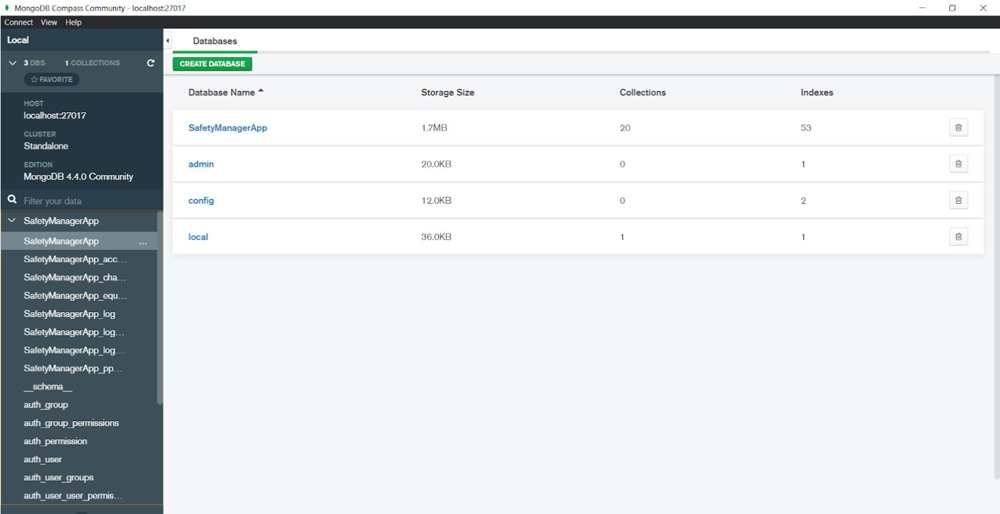 MongoDB Compass Community - localhost:27017
Connect View Help
Local
3 DBS 1 COLLECTIONS
FAVORITE
HOST
localhost:27017
CLUSTER
Standalone
EDITION
MongoDB 4.4.0 Community
Filter your data
SafetyManagerApp
SafetyManagerApp ...
SafetyManagerApp_acc...
SafetyManagerApp_cha...
SafetyManagerApp_equ...
SafetyManagerApp_log
SafetyManagerApp_log...
SafetyManagerApp_log...
SafetyManagerApp_pp...
__schema__
auth_group
auth_group_permissions
auth_permission
auth_user
auth_user_groups
auth_user_user_permis...
Databases
CREATE DATABASE
Database Name Storage Size Collections Indexes
SafetyManagerApp 1.7MB 20 53
admin 20.0KB 0 1
config 12.0KB 0 2
local 36.0KB 1 1